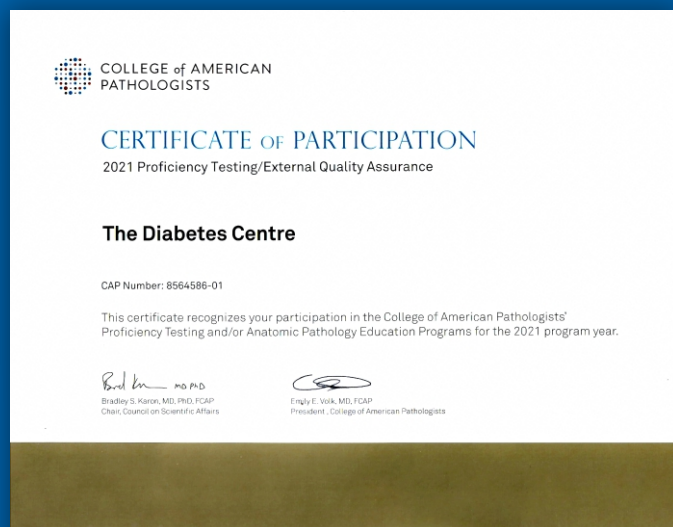 COLLEGE of AMERICAN
PATHOLOGISTS
CERTIFICATE OF PARTICIPATION
2021 Proficiency Testing/External Quality Assurance
The Diabetes Centre
CAP Number: 8564586-01
This certificate recognizes your participation in the College of American Pathologists'
Proficiency Testing and/or Anatomic Pathology Education Programs for the 2021 program year.
MD PhD
Bradley S. Karon, MD, PhD, FCAP
Chair, Council on Scientific Affairs
Emily E. Volk, MD, FCAP
President, College of American Pathologists